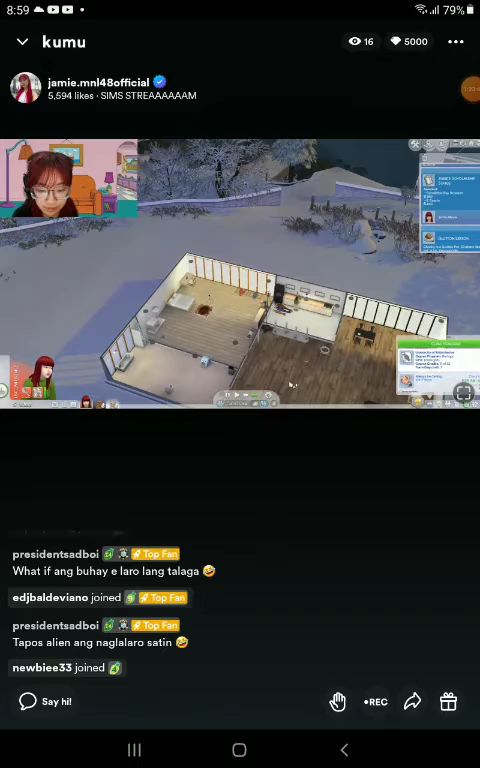 8:59
79%
kumu
16
5000
jamie.mnl48official
5,594 likes · SIMS STREAAAAAAM
presidentsadboi Top Fan
What if ang buhay e laro lang talaga 🤣
edjbaldeviano joined Top Fan
presidentsadboi Top Fan
Tapos alien ang naglalaro satin 🤣
newbiee33 joined
Say hi!
•REC